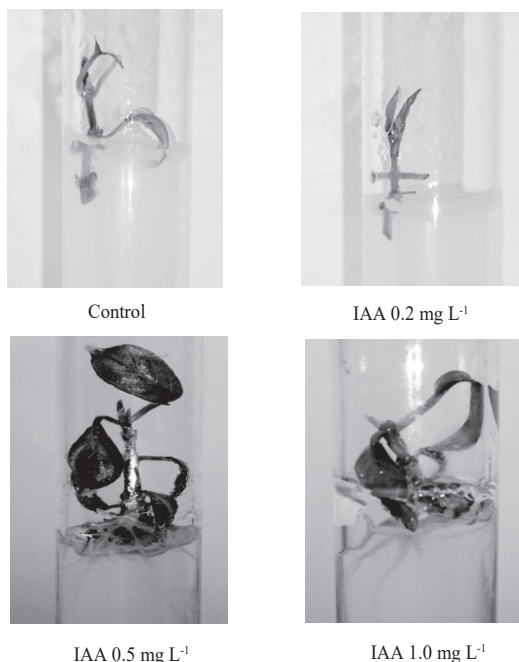 Control
IAA 0.2 mg L⁻¹
IAA 0.5 mg L⁻¹
IAA 1.0 mg L⁻¹